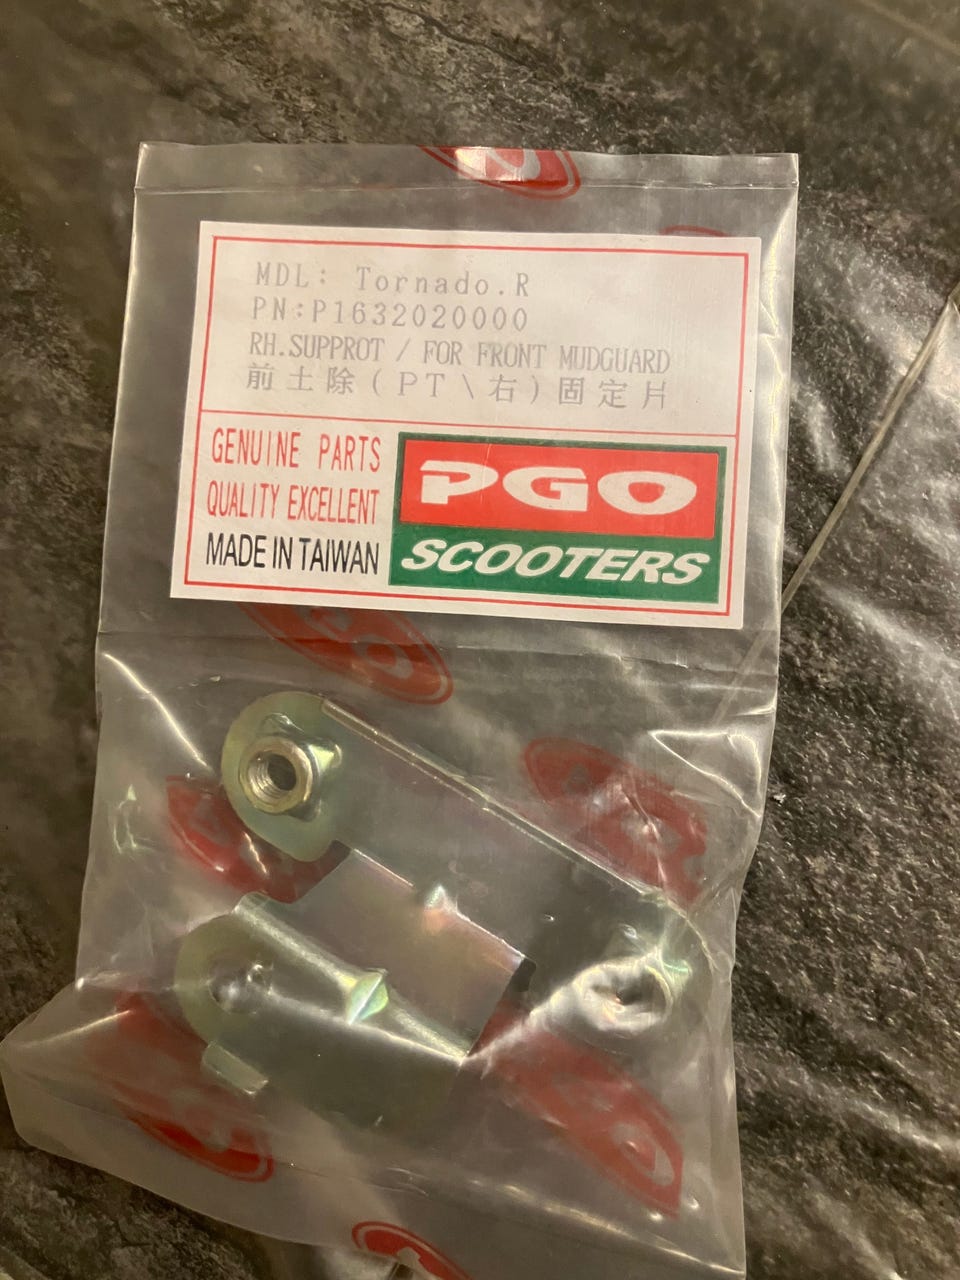 MDL: Tornado.R
PN:P1632020000
RH.SUPPROT / FOR FRONT MUDGUARD
前土除(PT\右)固定片
GENUINE PARTS
QUALITY EXCELLENT
MADE IN TAIWAN
PGO
SCOOTERS